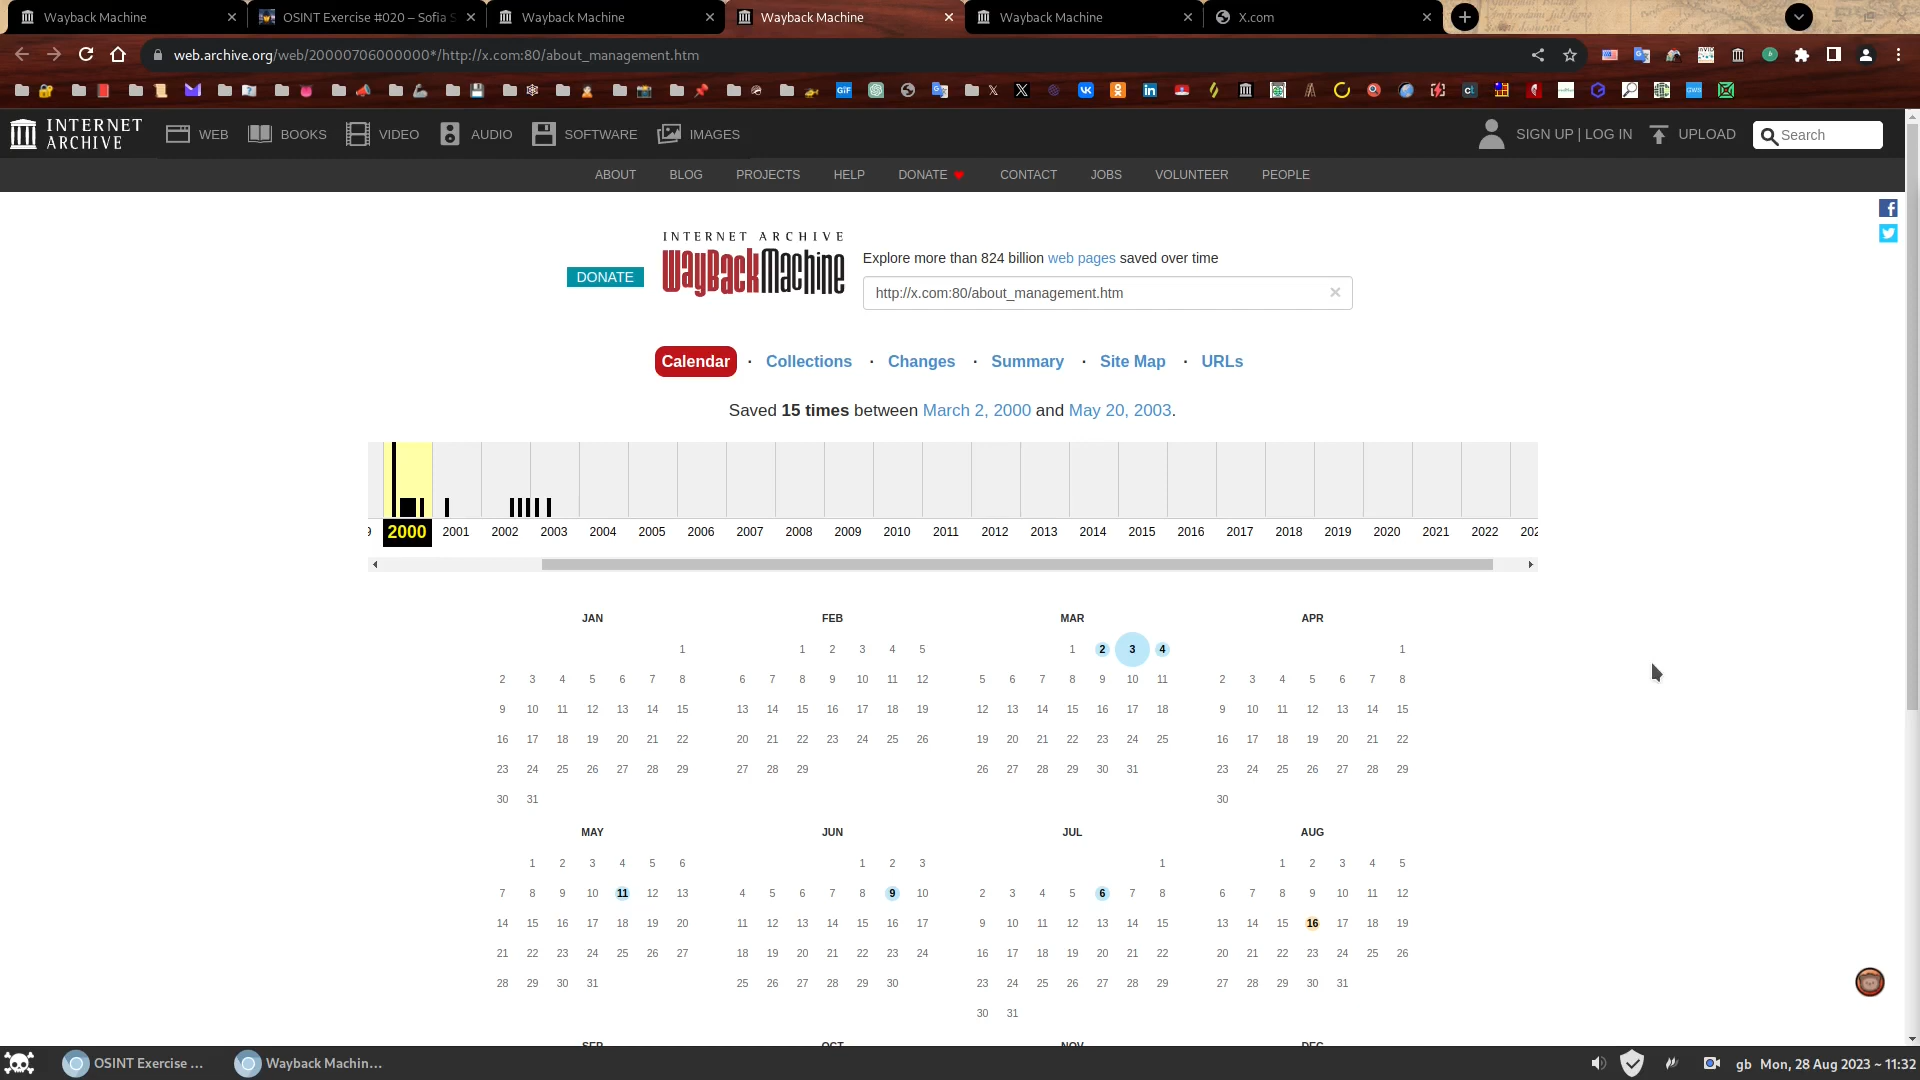 Wayback Machine
OSINT Exercise #020 – Sofia S
Wayback Machine
Wayback Machine
Wayback Machine
X.com
web.archive.org/web/20000706000000*/http://x.com:80/about_management.htm
INTERNET ARCHIVE
WEB
BOOKS
VIDEO
AUDIO
SOFTWARE
IMAGES
SIGN UP | LOG IN
UPLOAD
Search
ABOUT
BLOG
PROJECTS
HELP
DONATE
CONTACT
JOBS
VOLUNTEER
PEOPLE
DONATE
INTERNET ARCHIVE
WayBackMachine
Explore more than 824 billion web pages saved over time
http://x.com:80/about_management.htm
Calendar · Collections · Changes · Summary · Site Map · URLs
Saved 15 times between March 2, 2000 and May 20, 2003.
9 2000 2001 2002 2003 2004 2005 2006 2007 2008 2009 2010 2011 2012 2013 2014 2015 2016 2017 2018 2019 2020 2021 2022 202
JAN FEB MAR APR
1 1 2 3 4 5 1 2 3 4 1
2 3 4 5 6 7 8 6 7 8 9 10 11 12 5 6 7 8 9 10 11 2 3 4 5 6 7 8
9 10 11 12 13 14 15 13 14 15 16 17 18 19 12 13 14 15 16 17 18 9 10 11 12 13 14 15
16 17 18 19 20 21 22 20 21 22 23 24 25 26 19 20 21 22 23 24 25 16 17 18 19 20 21 22
23 24 25 26 27 28 29 27 28 29 26 27 28 29 30 31 23 24 25 26 27 28 29
30 31 30
MAY JUN JUL AUG
1 2 3 4 5 6 1 2 3 1 1 2 3 4 5
7 8 9 10 11 12 13 4 5 6 7 8 9 10 2 3 4 5 6 7 8 6 7 8 9 10 11 12
14 15 16 17 18 19 20 11 12 13 14 15 16 17 9 10 11 12 13 14 15 13 14 15 16 17 18 19
21 22 23 24 25 26 27 18 19 20 21 22 23 24 16 17 18 19 20 21 22 20 21 22 23 24 25 26
28 29 30 31 25 26 27 28 29 30 23 24 25 26 27 28 29 27 28 29 30 31
30 31
SEP OCT NOV DEC
OSINT Exercise ...
Wayback Machin...
gb Mon, 28 Aug 2023 ~ 11:32